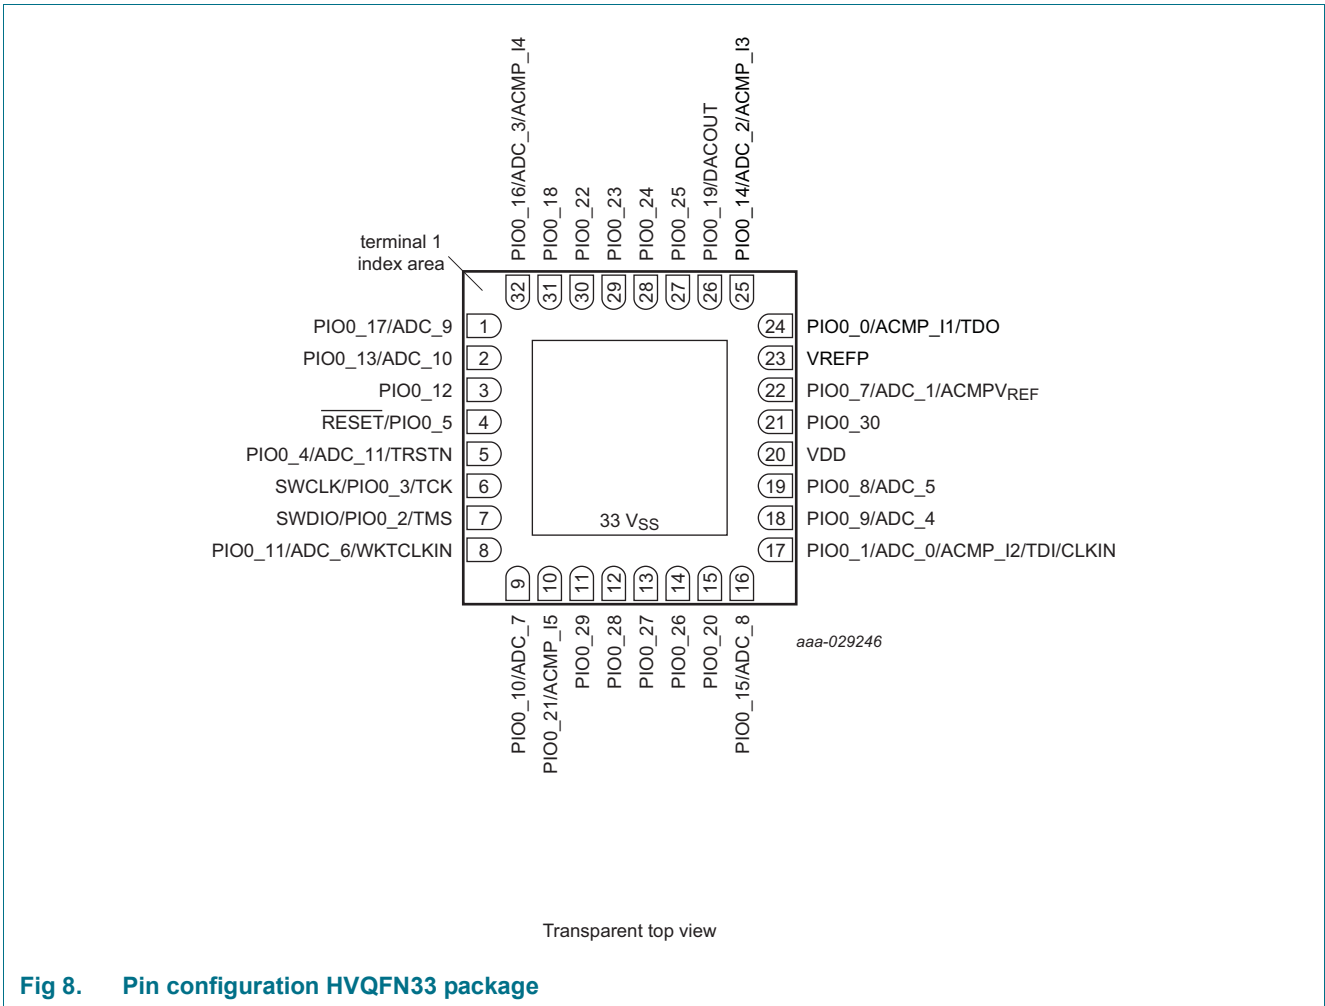 PIO0_16/ADC_3/ACMP_I4
PIO0_18
PIO0_22
PIO0_23
PIO0_24
PIO0_25
PIO0_19/DACOUT
PIO0_14/ADC_2/ACMP_I3
terminal 1
index area
32
31
30
29
28
27
26
25
PIO0_17/ADC_9 1
PIO0_13/ADC_10 2
PIO0_12 3
RESET/PIO0_5 4
PIO0_4/ADC_11/TRSTN 5
SWCLK/PIO0_3/TCK 6
SWDIO/PIO0_2/TMS 7
PIO0_11/ADC_6/WKTCLKIN 8
24 PIO0_0/ACMP_I1/TDO
23 VREFP
22 PIO0_7/ADC_1/ACMPVREF
21 PIO0_30
20 VDD
19 PIO0_8/ADC_5
18 PIO0_9/ADC_4
17 PIO0_1/ADC_0/ACMP_I2/TDI/CLKIN
33 VSS
9
10
11
12
13
14
15
16
PIO0_10/ADC_7
PIO0_21/ACMP_I5
PIO0_29
PIO0_28
PIO0_27
PIO0_26
PIO0_20
PIO0_15/ADC_8
aaa-029246
Transparent top view
Fig 8. Pin configuration HVQFN33 package